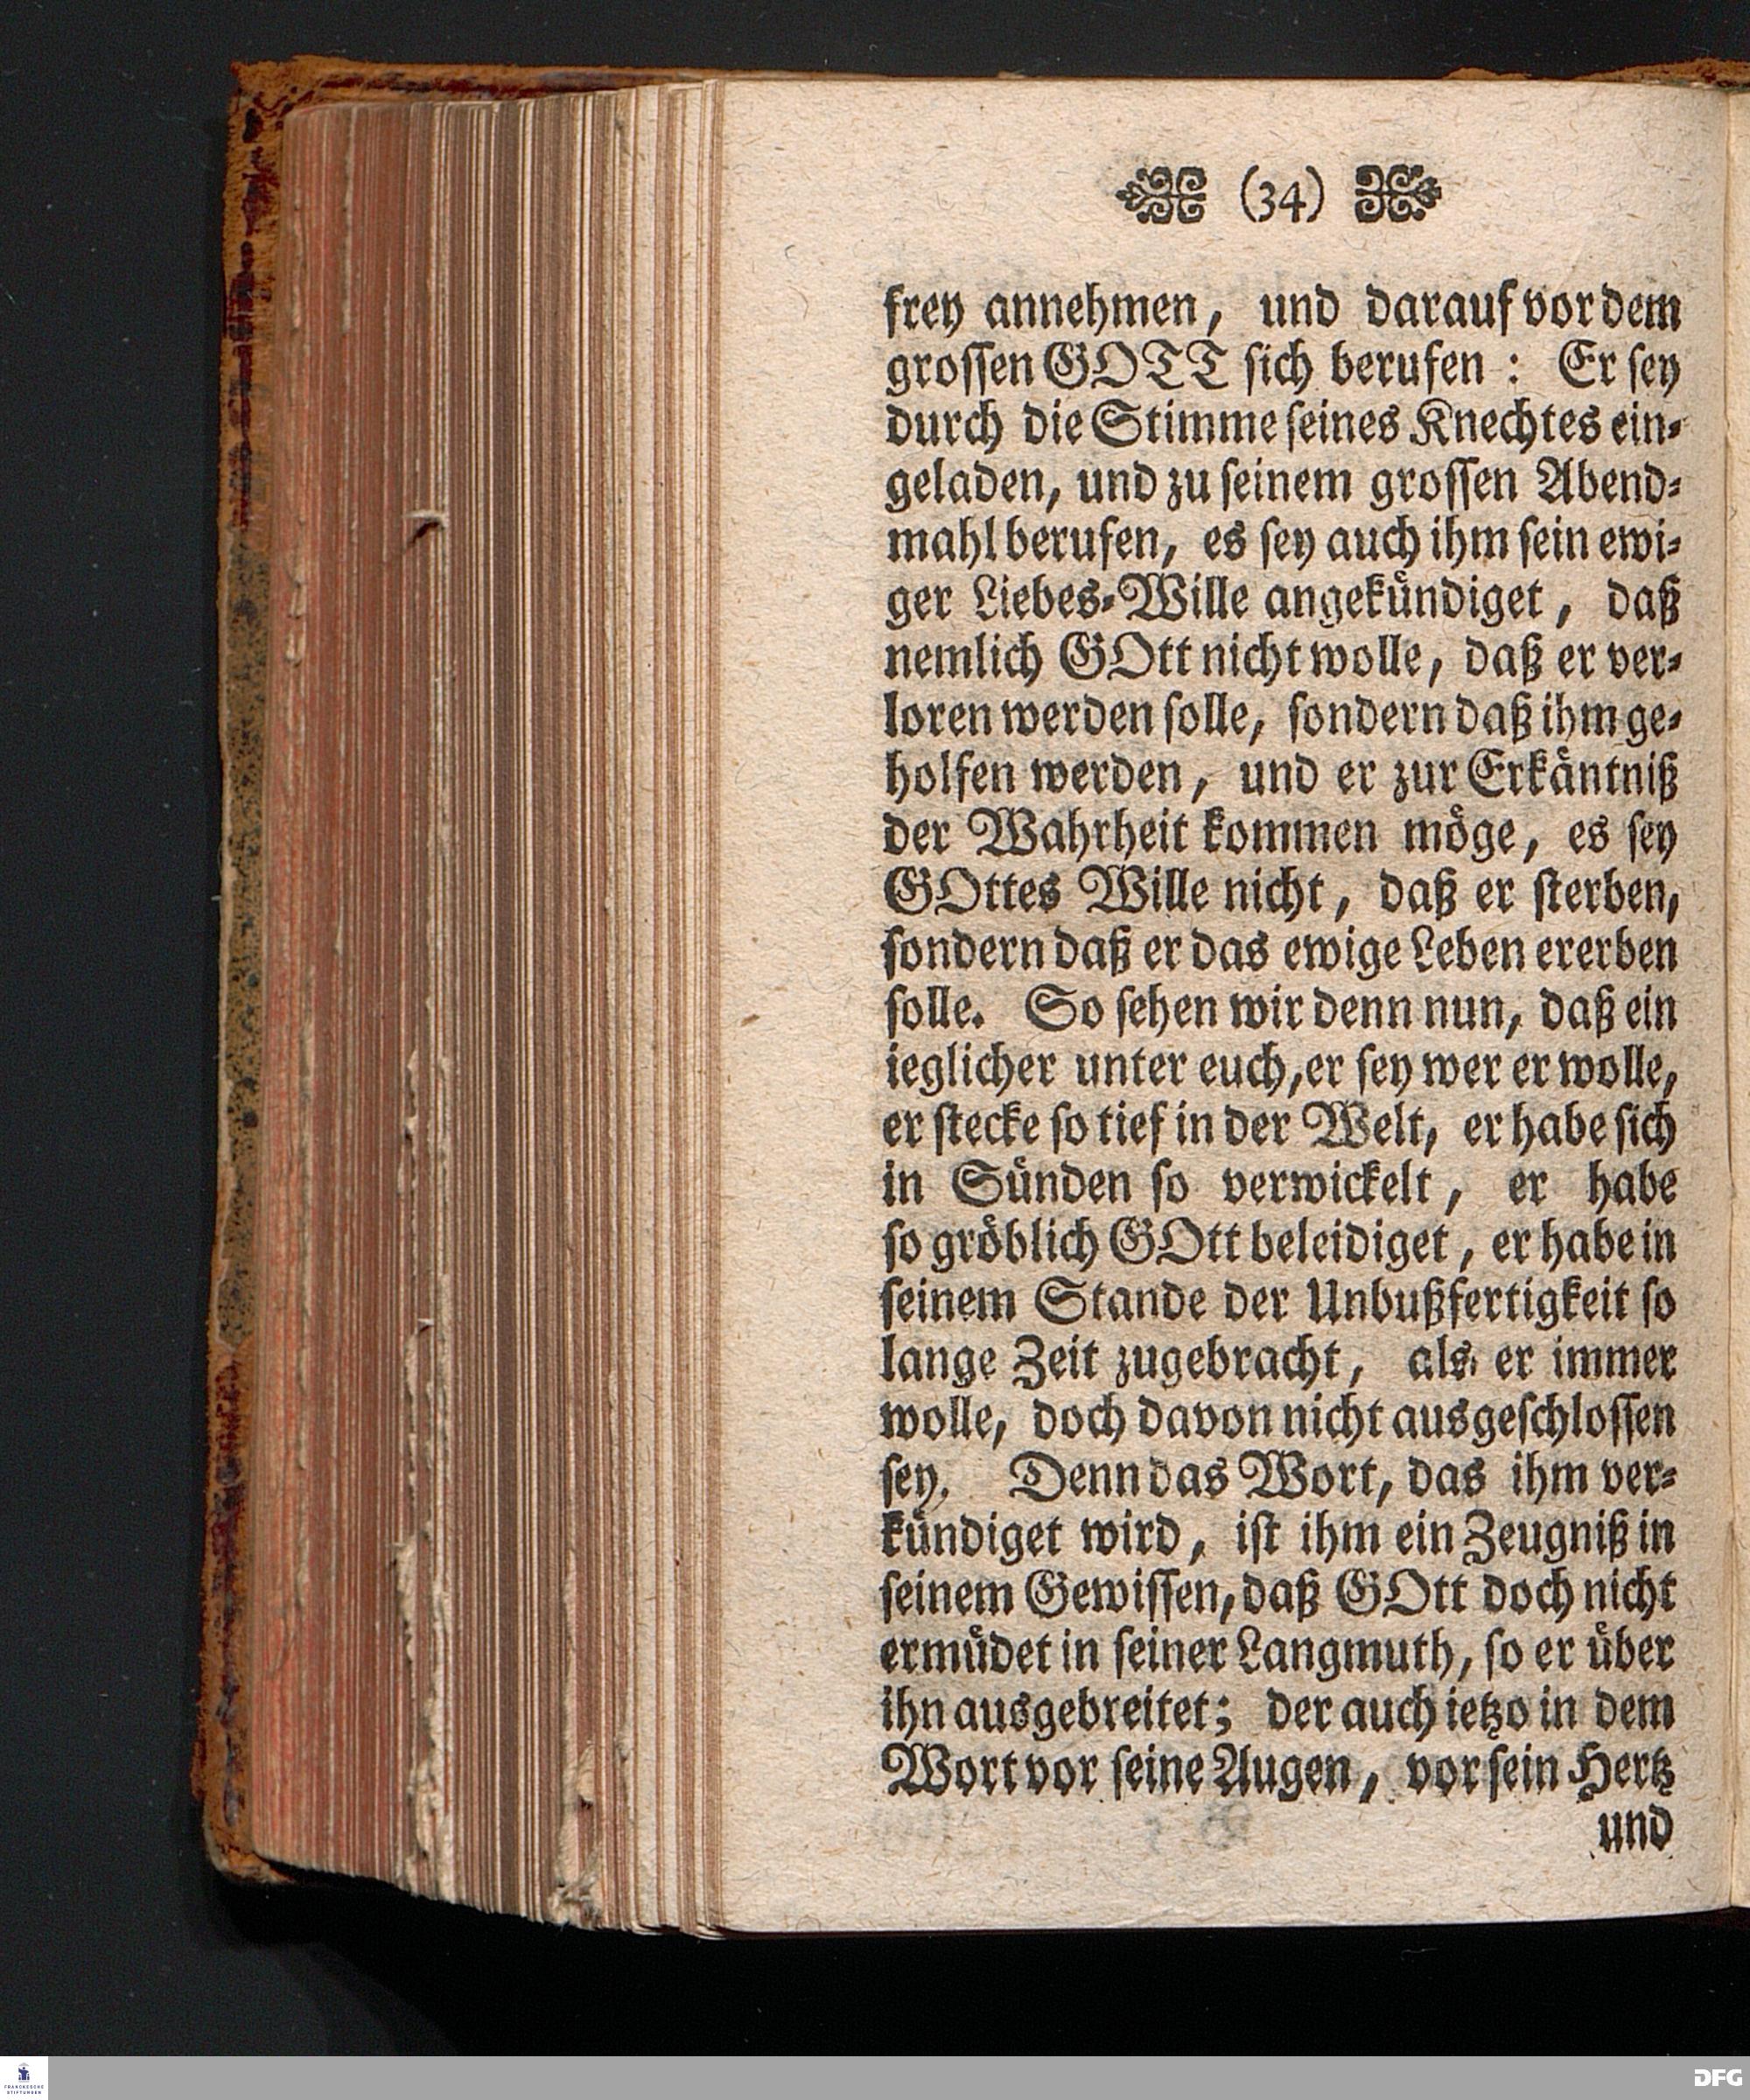 (34)
frey annehmen, und darauf vor dem
grossen GOTT sich berufen: Er sey
durch die Stimme seines Knechtes ein-
geladen, und zu seinem grossen Abend-
mahl berufen, es sey auch ihm sein ewi-
ger Liebes-Wille angekündiget, daß
nemlich GOtt nicht wolle, daß er ver-
loren werden solle, sondern daß ihm ge-
holfen werden, und er zur Erkäntniß
der Wahrheit kommen möge, es sey
GOttes Wille nicht, daß er sterben,
sondern daß er das ewige Leben ererben
solle. So sehen wir denn nun, daß ein
ieglicher unter euch, er sey wer er wolle,
er stecke so tief in der Welt, er habe sich
in Sünden so verwickelt, er habe
so gröblich GOtt beleidiget, er habe in
seinem Stande der Unbußfertigkeit so
lange Zeit zugebracht, als er immer
wolle, doch davon nicht ausgeschlossen
sey. Denn das Wort, das ihm ver-
kündiget wird, ist ihm ein Zeugniß in
seinem Gewissen, daß GOtt doch nicht
ermüdet in seiner Langmuth, so er über
ihn ausgebreitet; der auch ietzo in dem
Wort vor seine Augen, vor sein Hertz
und
FRANCKESCHE
STIFTUNGEN
DFG